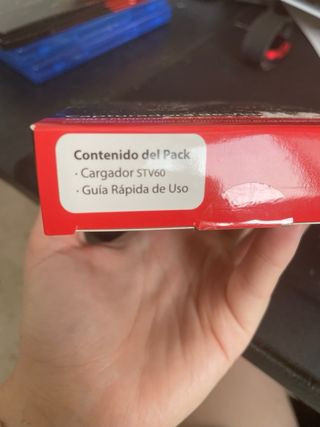 Contenido del Pack
· Cargador STV60
· Guía Rápida de Uso